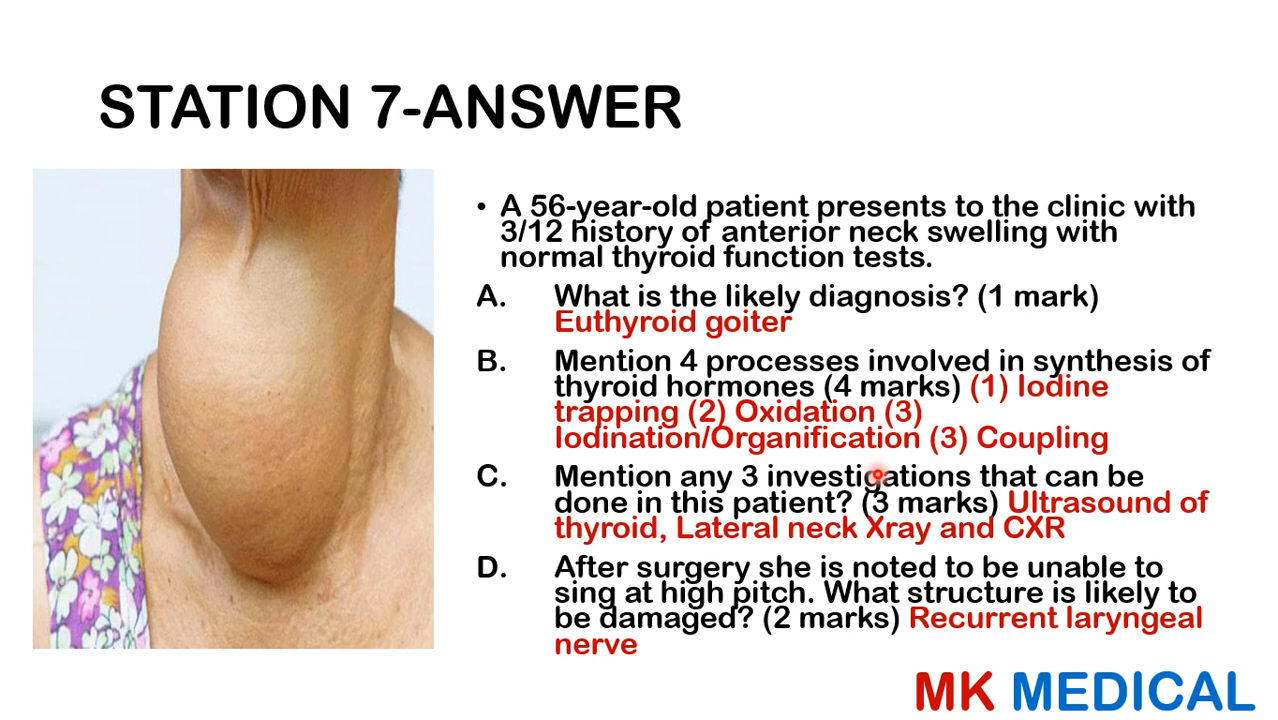 STATION 7-ANSWER
• A 56-year-old patient presents to the clinic with
3/12 history of anterior neck swelling with
normal thyroid function tests.
A. What is the likely diagnosis? (1 mark)
Euthyroid goiter
B. Mention 4 processes involved in synthesis of
thyroid hormones (4 marks) (1) Iodine
trapping (2) Oxidation (3)
Iodination/Organification (3) Coupling
C. Mention any 3 investigations that can be
done in this patient? (3 marks) Ultrasound of
thyroid, Lateral neck Xray and CXR
D. After surgery she is noted to be unable to
sing at high pitch. What structure is likely to
be damaged? (2 marks) Recurrent laryngeal
nerve
MK MEDICAL